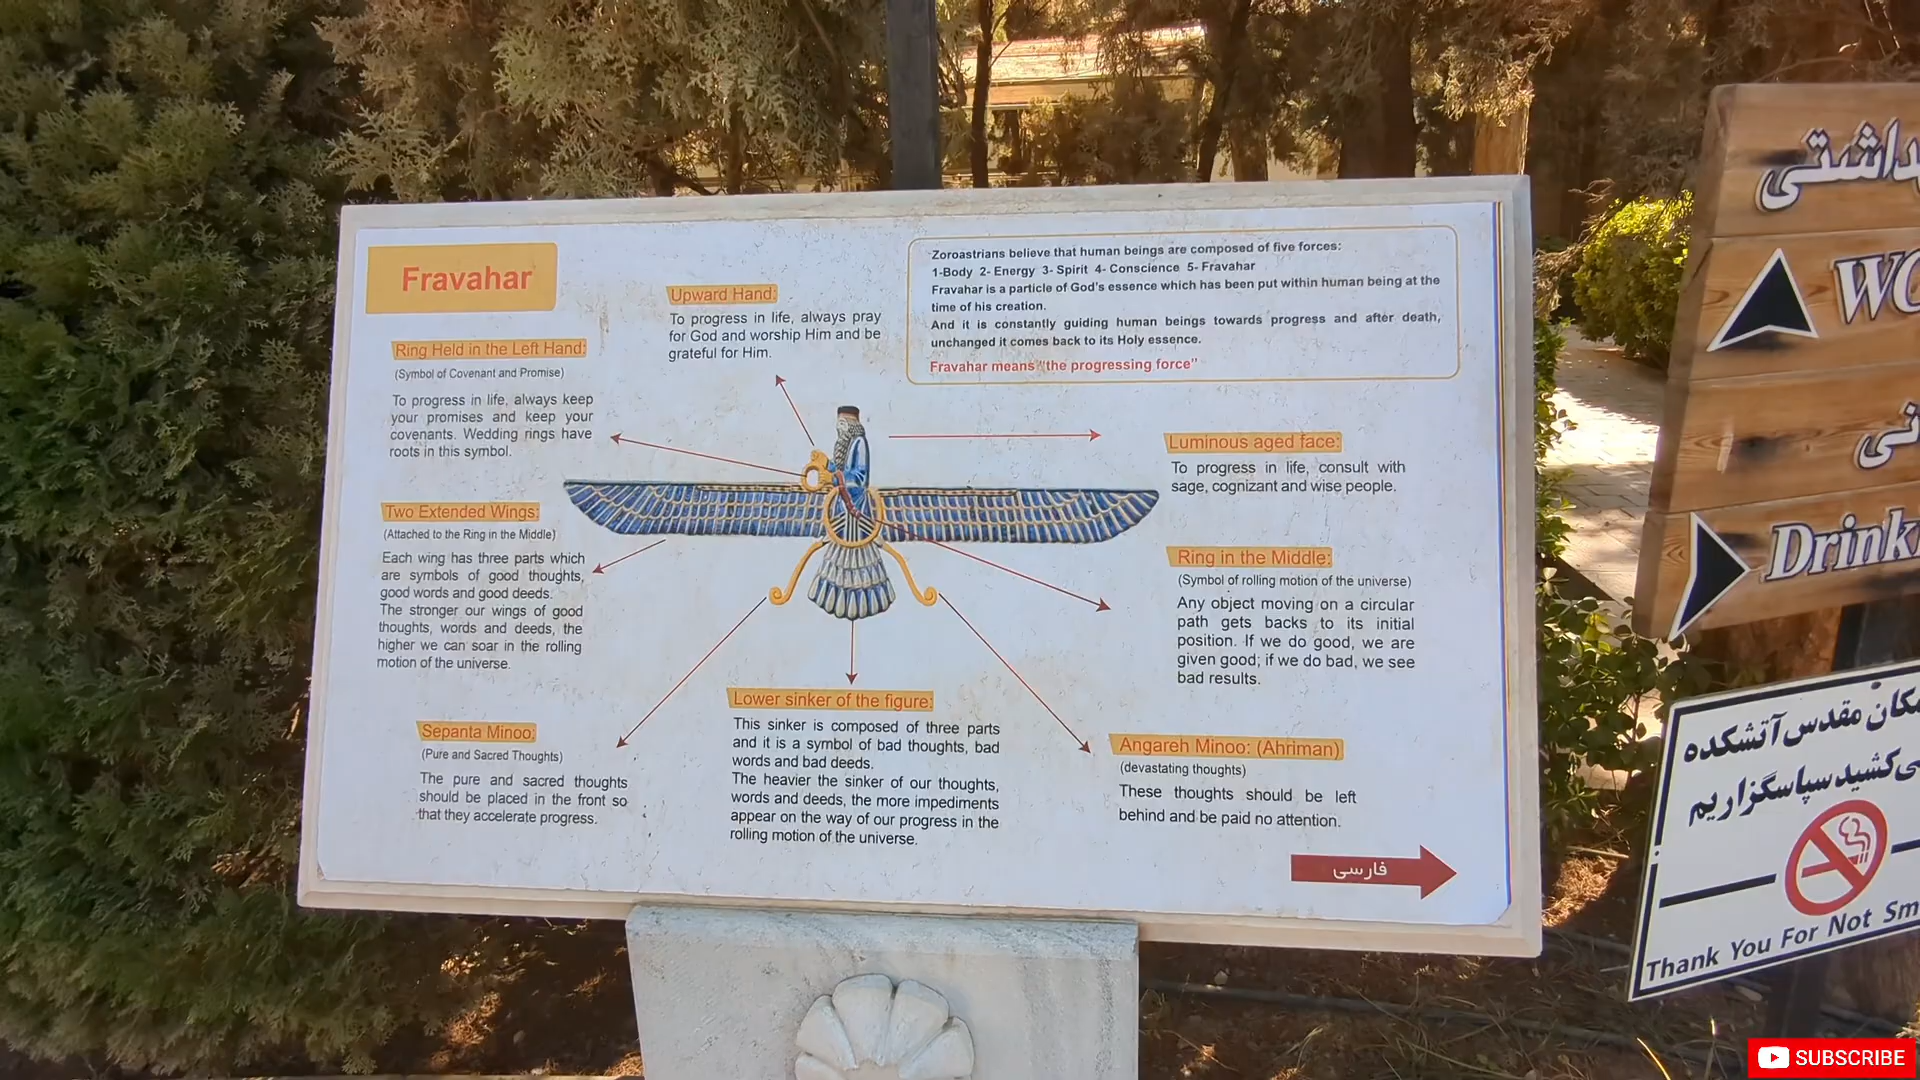 Fravahar
Ring Held in the Left Hand:
(Symbol of Covenant and Promise)
To progress in life, always keep
your promises and keep your
covenants. Wedding rings have
roots in this symbol.
Two Extended Wings:
(Attached to the Ring in the Middle)
Each wing has three parts which
are symbols of good thoughts,
good words and good deeds.
The stronger our wings of good
thoughts, words and deeds, the
higher we can soar in the rolling
motion of the universe.
Sepanta Minoo:
(Pure and Sacred Thoughts)
The pure and sacred thoughts
should be placed in the front so
that they accelerate progress.
Upward Hand:
To progress in life, always pray
for God and worship Him and be
grateful for Him.
Lower sinker of the figure:
This sinker is composed of three parts
and it is a symbol of bad thoughts, bad
words and bad deeds.
The heavier the sinker of our thoughts,
words and deeds, the more impediments
appear on the way of our progress in the
rolling motion of the universe.
Zoroastrians believe that human beings are composed of five forces:
1-Body 2- Energy 3- Spirit 4- Conscience 5- Fravahar
Fravahar is a particle of God's essence which has been put within human being at the
time of his creation.
And it is constantly guiding human beings towards progress and after death,
unchanged it comes back to its Holy essence.
Fravahar means "the progressing force"
Luminous aged face:
To progress in life, consult with
sage, cognizant and wise people.
Ring in the Middle:
(Symbol of rolling motion of the universe)
Any object moving on a circular
path gets backs to its initial
position. If we do good, we are
given good; if we do bad, we see
bad results.
Angareh Minoo: (Ahriman)
(devastating thoughts)
These thoughts should be left
behind and be paid no attention.
فارسی
WC
Drink
مقدس آتشکده
سپاسگزاریم
Thank You For Not Sm
SUBSCRIBE